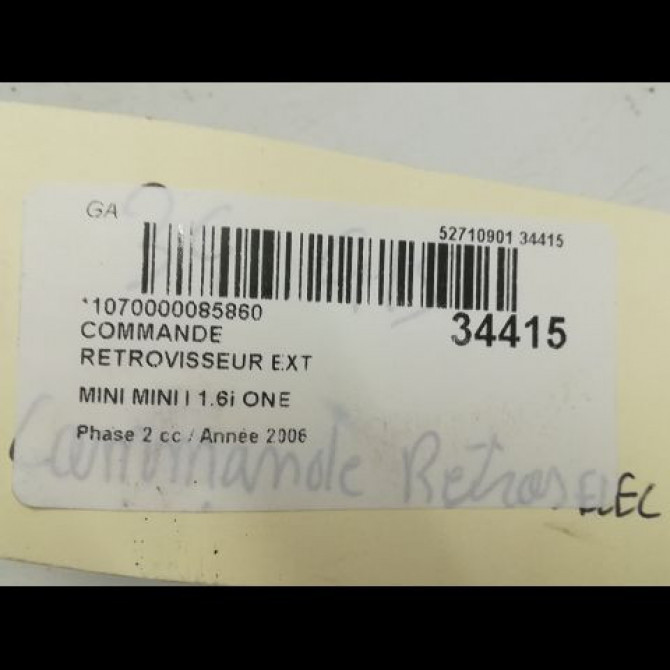 GA
52710901 34415
*1070000085860
34415
COMMANDE
RETROVISSEUR EXT
MINI MINI I 1.6i ONE
Phase 2 cc / Année 2006
Commande Retros ELEC